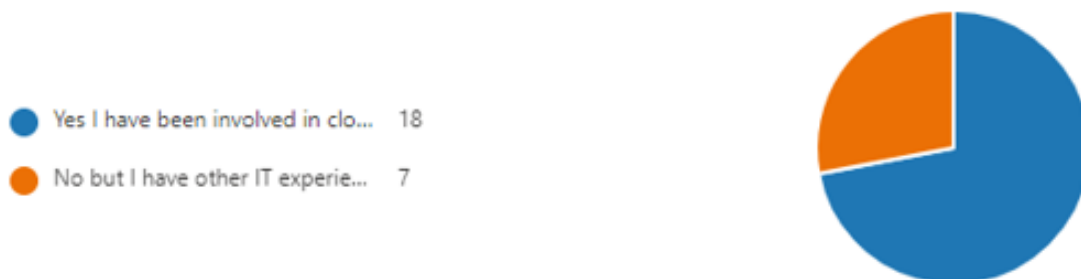 Yes I have been involved in clo... 18
No but I have other IT experie... 7